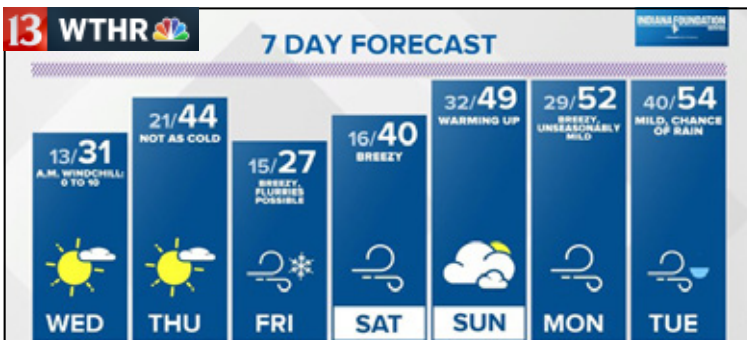 13 WTHR
INDIANA FOUNDATION
7 DAY FORECAST
13/31
A.M. WINDCHILL:
0 TO 10
WED
21/44
NOT AS COLD
THU
15/27
BREEZY,
FLURRIES
POSSIBLE
FRI
16/40
BREEZY
SAT
32/49
WARMING UP
SUN
29/52
BREEZY,
UNSEASONABLY
MILD
MON
40/54
MILD, CHANCE
OF RAIN
TUE